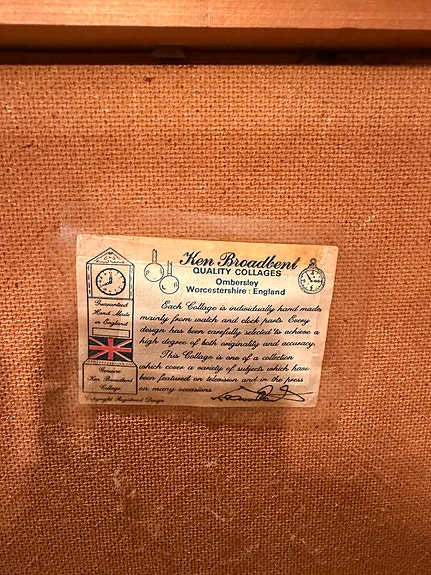 Ken Broadbent
QUALITY COLLAGES
Ombersley
Worcestershire : England
Each Collage is individually hand made
mainly from watch and clock parts. Every
design has been carefully selected to achieve a
high degree of both originality and accuracy.
This Collage is one of a collection
which cover a variety of subjects which have
been featured on television and in the press
on many occasions
Guaranteed
Hand Made
in England
Genuine
Ken Broadbent
Collage
Copyright Registered Design